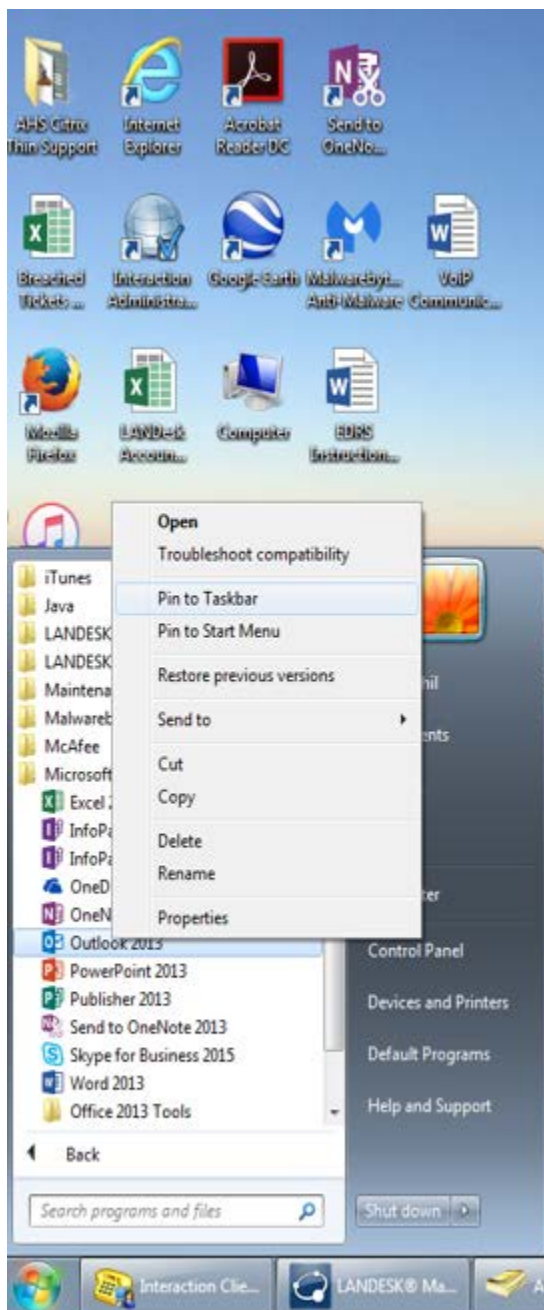 AHS Citrix
Thin Support
Internet
Explorer
Acrobat
Reader DC
Send to
OneNo...
Breached
Tickets ...
Interaction
Administra...
Google Earth
Malwarebyt...
Anti-Malware
VoIP
Communic...
Mozilla
Firefox
LANDesk
Accoun...
Computer
EDRS
Instruction...
Open
Troubleshoot compatibility
Pin to Taskbar
Pin to Start Menu
Restore previous versions
Send to
Cut
Copy
Delete
Rename
Properties
iTunes
Java
LANDESK
LANDESK
Maintena
Malwareb
McAfee
Microsoft
Excel 2
InfoPa
InfoPa
OneD
OneN
Outlook 2013
PowerPoint 2013
Publisher 2013
Send to OneNote 2013
Skype for Business 2015
Word 2013
Office 2013 Tools
Back
Search programs and files
hil
ents
ter
Control Panel
Devices and Printers
Default Programs
Help and Support
Shut down
Interaction Clie...
LANDESK® Ma...
A